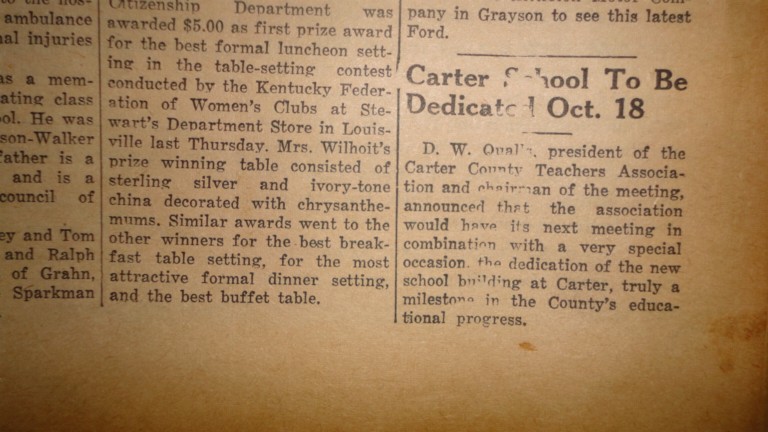 to the hos-
ambulance
al injuries
as a mem-
ating class
ol. He was
son-Walker
ather is a
and is a
council of
ey and Tom
and Ralph
of Grahn,
Sparkman
Citizenship Department was
awarded $5.00 as first prize award
for the best formal luncheon sett-
ing in the table-setting contest
conducted by the Kentucky Feder-
ation of Women's Clubs at Ste-
wart's Department Store in Louis-
ville last Thursday. Mrs. Wilhoit's
prize winning table consisted of
sterling silver and ivory-tone
china decorated with chrysanthe-
mums. Similar awards went to the
other winners for the best break-
fast table setting, for the most
attractive formal dinner setting,
and the best buffet table.
pany in Grayson to see this latest
Ford.
Carter School To Be
Dedicated Oct. 18
D. W. president of the
Carter County Teachers Associa-
tion and chairman of the meeting,
announced that the association
would have its next meeting in
combination with a very special
occasion, the dedication of the new
school building at Carter, truly a
milestone in the County's educa-
tional progress.